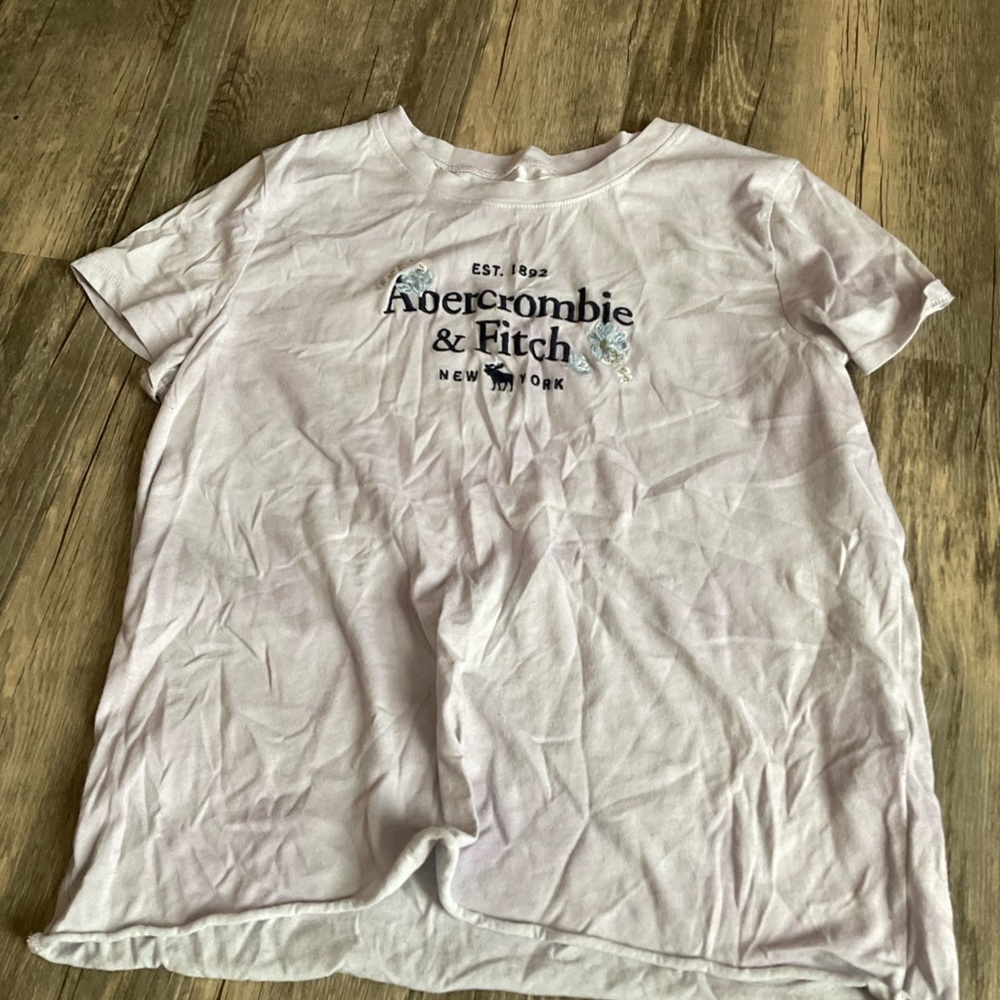 EST. 1892
Abercrombie
& Fitch
NEW YORK